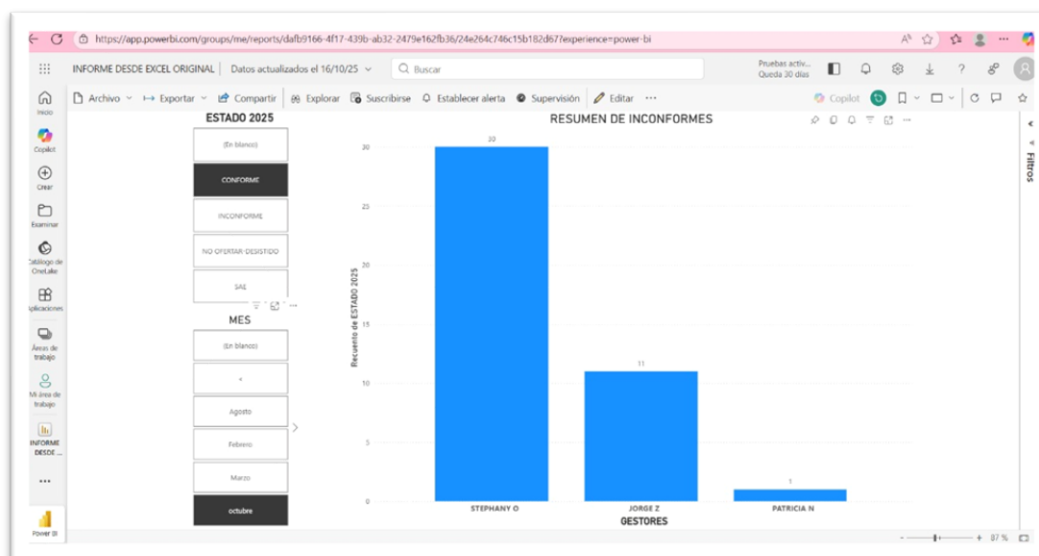 https://app.powerbi.com/groups/me/reports/dafb9166-4f17-439b-ab32-2479e162fb36/24e264c746c15b182d67?experience=power-bi
INFORME DESDE EXCEL ORIGINAL | Datos actualizados el 16/10/25
Buscar
Pruebas activ...
Queda 30 días
Archivo
Exportar
Compartir
Explorar
Suscribirse
Establecer alerta
Supervisión
Editar
Copilot
Inicio
Copilot
Crear
Examinar
Catálogo de
OneLake
Aplicaciones
Áreas de
trabajo
Mi área de
trabajo
INFORME
DESDE ...
Power BI
ESTADO 2025
(En blanco)
CONFORME
INCONFORME
NO OFERTAR-DESISTIDO
SAE
MES
(En blanco)
Agosto
Febrero
Marzo
octubre
RESUMEN DE INCONFORMES
Recuento de ESTADO 2025
30
25
20
15
10
5
0
30
11
1
STEPHANY O
JORGE Z
PATRICIA N
GESTORES
Filtros
87 %